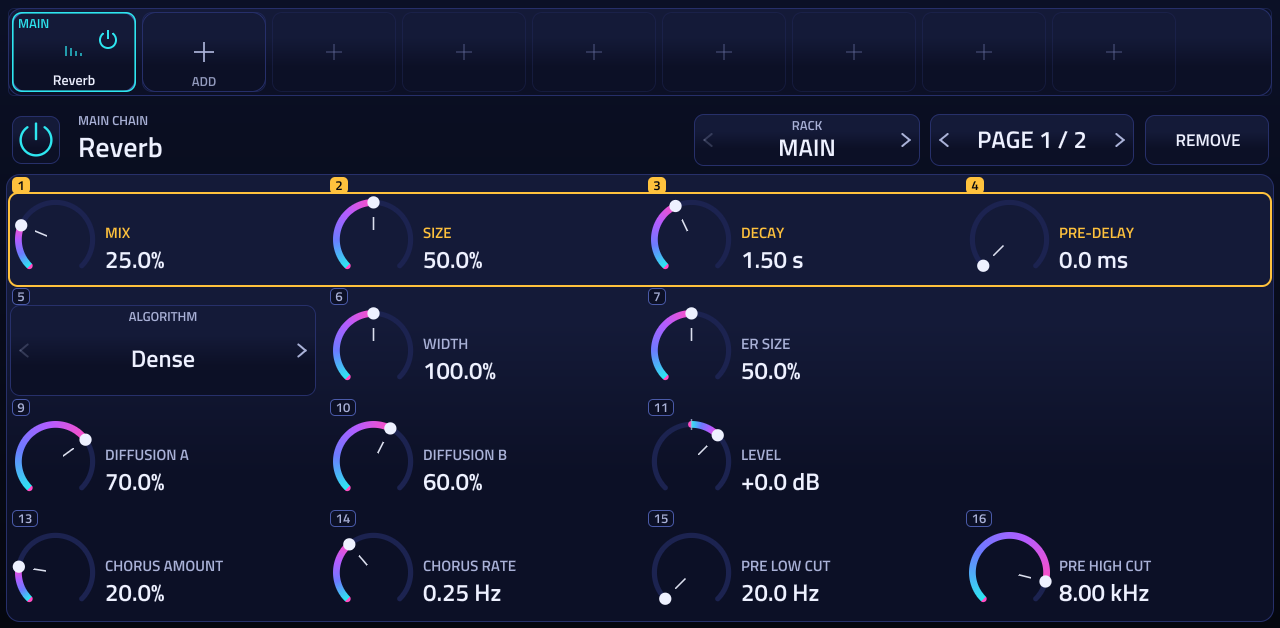 MAIN
Reverb
ADD
MAIN CHAIN
Reverb
RACK
MAIN
PAGE 1 / 2
REMOVE
1
MIX
25.0%
2
SIZE
50.0%
3
DECAY
1.50 s
4
PRE-DELAY
0.0 ms
5
ALGORITHM
Dense
6
WIDTH
100.0%
7
ER SIZE
50.0%
9
DIFFUSION A
70.0%
10
DIFFUSION B
60.0%
11
LEVEL
+0.0 dB
13
CHORUS AMOUNT
20.0%
14
CHORUS RATE
0.25 Hz
15
PRE LOW CUT
20.0 Hz
16
PRE HIGH CUT
8.00 kHz